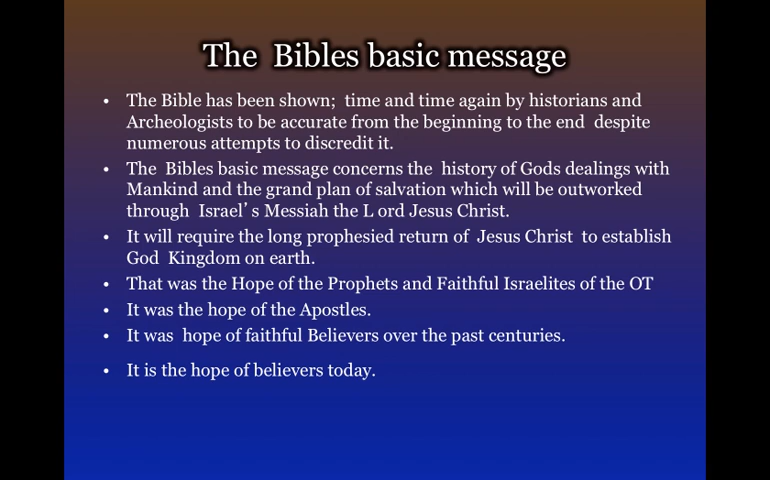 The Bibles basic message
• The Bible has been shown; time and time again by historians and
Archeologists to be accurate from the beginning to the end despite
numerous attempts to discredit it.
• The Bibles basic message concerns the history of Gods dealings with
Mankind and the grand plan of salvation which will be outworked
through Israel's Messiah the L ord Jesus Christ.
• It will require the long prophesied return of Jesus Christ to establish
God Kingdom on earth.
• That was the Hope of the Prophets and Faithful Israelites of the OT
• It was the hope of the Apostles.
• It was hope of faithful Believers over the past centuries.
• It is the hope of believers today.